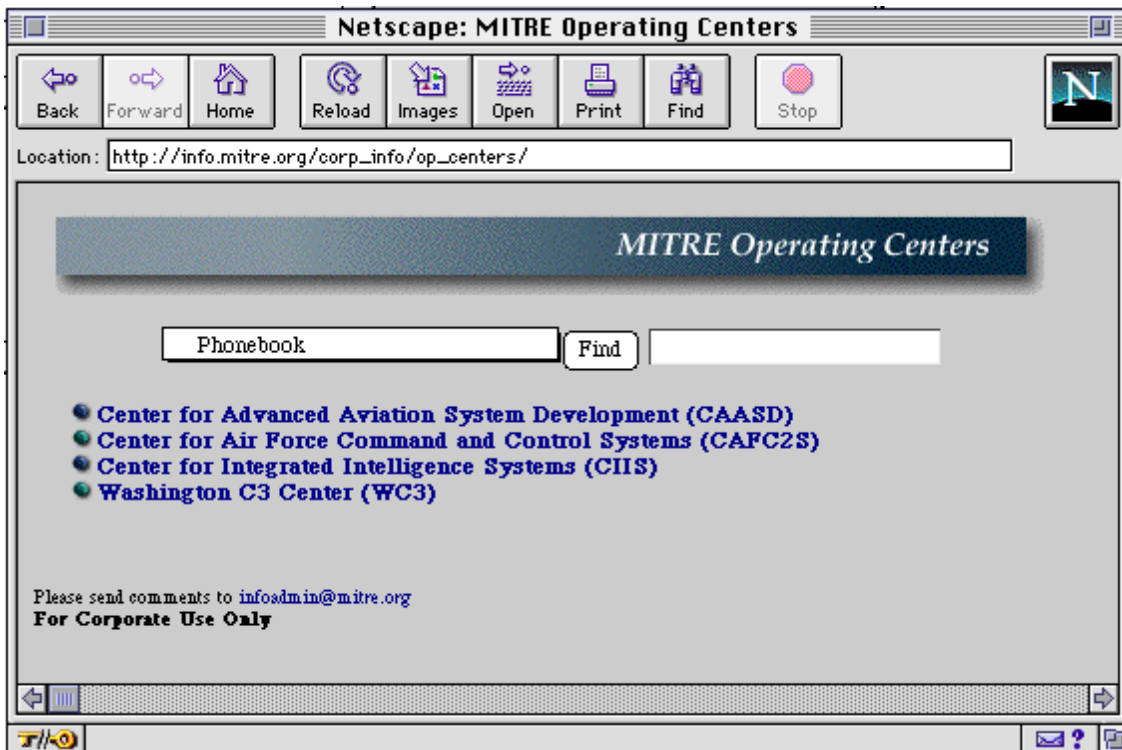 Netscape: MITRE Operating Centers
Back Forward Home Reload Images Open Print Find Stop N
Location: http://info.mitre.org/corp_info/op_centers/
MITRE Operating Centers
Phonebook Find
Center for Advanced Aviation System Development (CAASD)
Center for Air Force Command and Control Systems (CAFC2S)
Center for Integrated Intelligence Systems (CIIS)
Washington C3 Center (WC3)
Please send comments to infoadmin@mitre.org
For Corporate Use Only
?